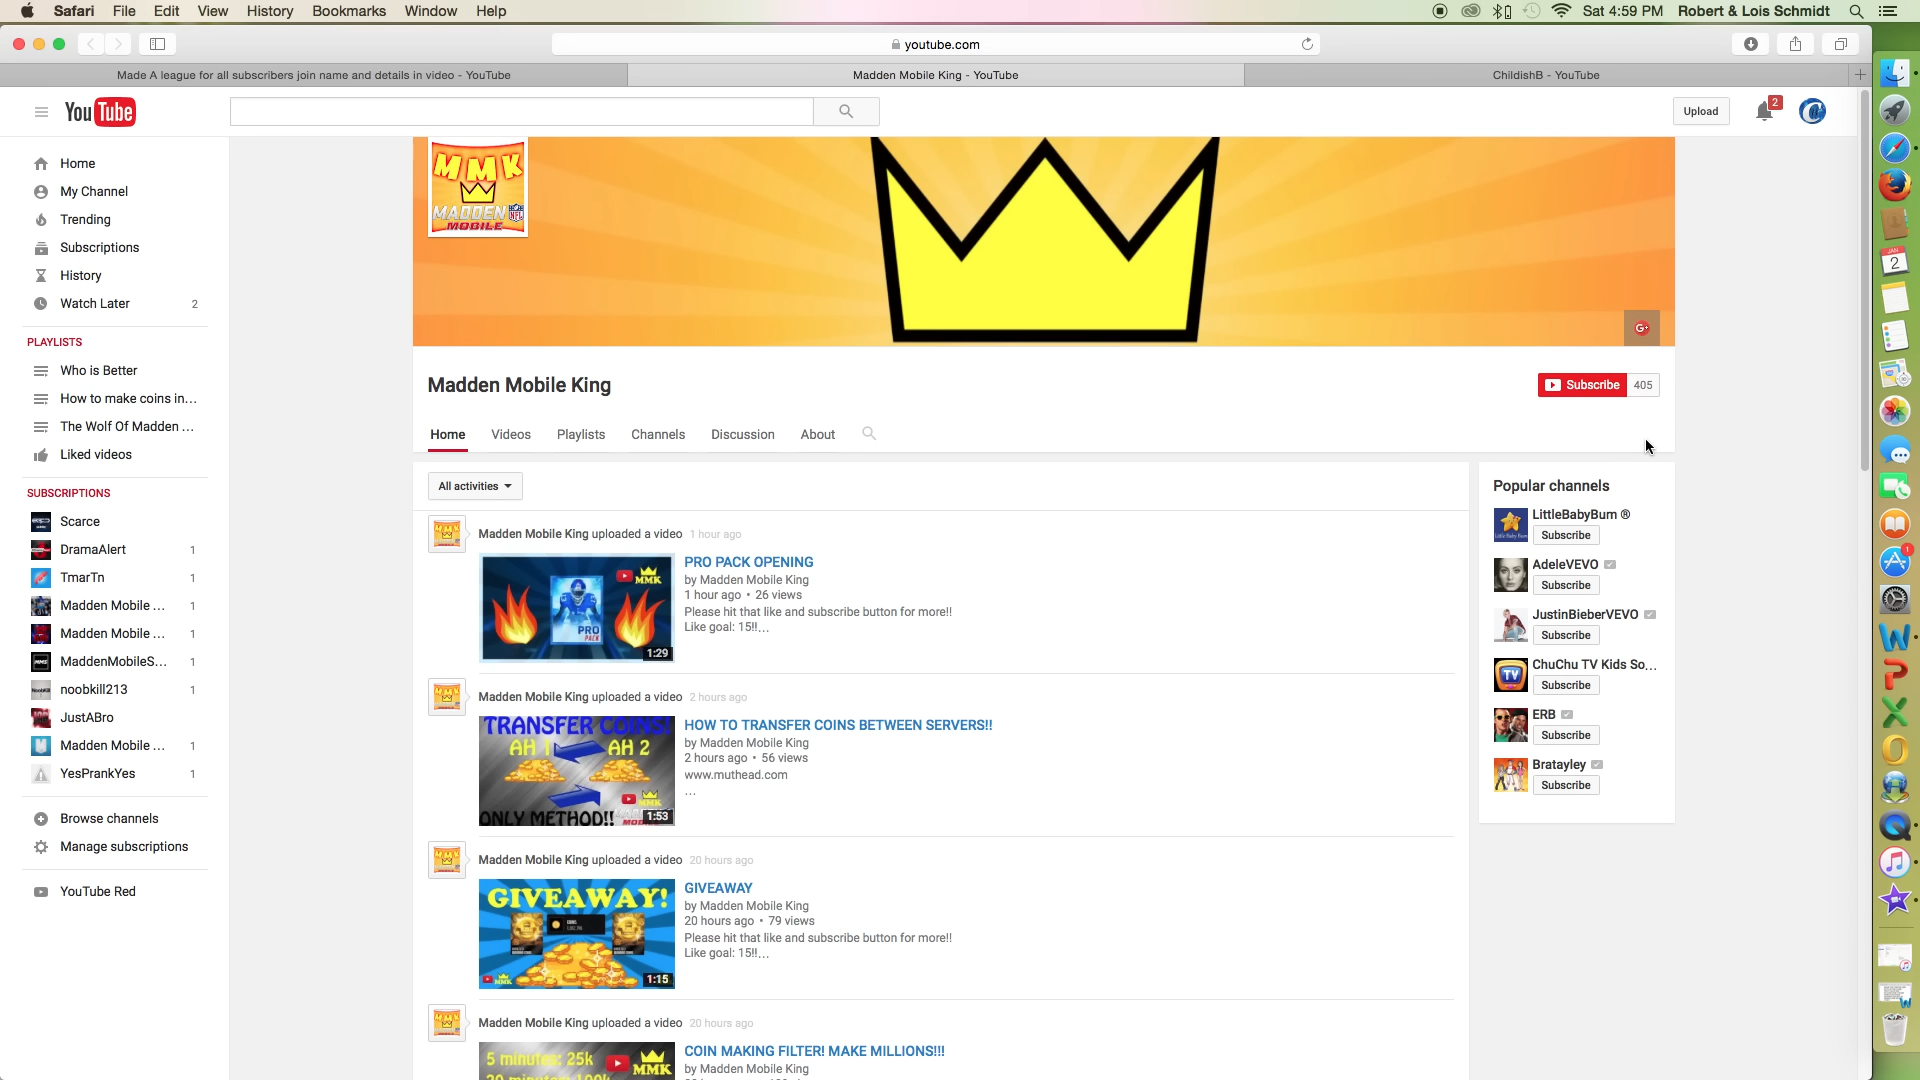 Safari File Edit View History Bookmarks Window Help
Sat 4:59 PM Robert & Lois Schmidt
youtube.com
Made A league for all subscribers join name and details in video - YouTube
Madden Mobile King - YouTube
ChildishB - YouTube
YouTube
Upload
2
Home
My Channel
Trending
Subscriptions
History
Watch Later 2
PLAYLISTS
Who is Better
How to make coins in...
The Wolf Of Madden ...
Liked videos
SUBSCRIPTIONS
Scarce
DramaAlert 1
TmarTn 1
Madden Mobile ... 1
Madden Mobile ... 1
MaddenMobileS... 1
noobkill213 1
JustABro
Madden Mobile ... 1
YesPrankYes 1
Browse channels
Manage subscriptions
YouTube Red
MMK
MADDEN NFL
MOBILE
G+
Madden Mobile King
Subscribe 405
Home Videos Playlists Channels Discussion About
All activities
Madden Mobile King uploaded a video 1 hour ago
MMK
PRO
PACK
1:29
PRO PACK OPENING
by Madden Mobile King
1 hour ago • 26 views
Please hit that like and subscribe button for more!!
Like goal: 15!!...
Madden Mobile King uploaded a video 2 hours ago
TRANSFER COINS!
AH 1 AH 2
MMK
ONLY METHOD!!
1:53
HOW TO TRANSFER COINS BETWEEN SERVERS!!
by Madden Mobile King
2 hours ago • 56 views
www.muthead.com
...
Madden Mobile King uploaded a video 20 hours ago
GIVEAWAY!
MMK
1:15
GIVEAWAY
by Madden Mobile King
20 hours ago • 79 views
Please hit that like and subscribe button for more!!
Like goal: 15!!...
Madden Mobile King uploaded a video 20 hours ago
5 minutes: 25k
MMK
COIN MAKING FILTER! MAKE MILLIONS!!!
by Madden Mobile King
Popular channels
LittleBabyBum ®
Subscribe
AdeleVEVO
Subscribe
JustinBieberVEVO
Subscribe
ChuChu TV Kids So...
Subscribe
ERB
Subscribe
Bratayley
Subscribe
JAN
2
1